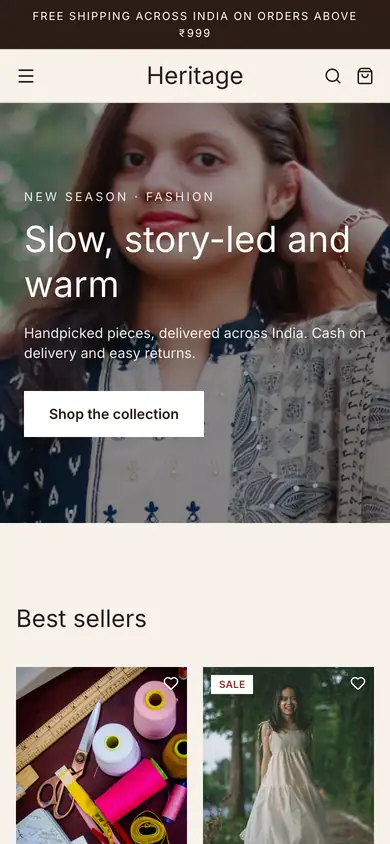 FREE SHIPPING ACROSS INDIA ON ORDERS ABOVE
₹999
Heritage
NEW SEASON · FASHION
Slow, story-led and
warm
Handpicked pieces, delivered across India. Cash on
delivery and easy returns.
Shop the collection
Best sellers
SALE